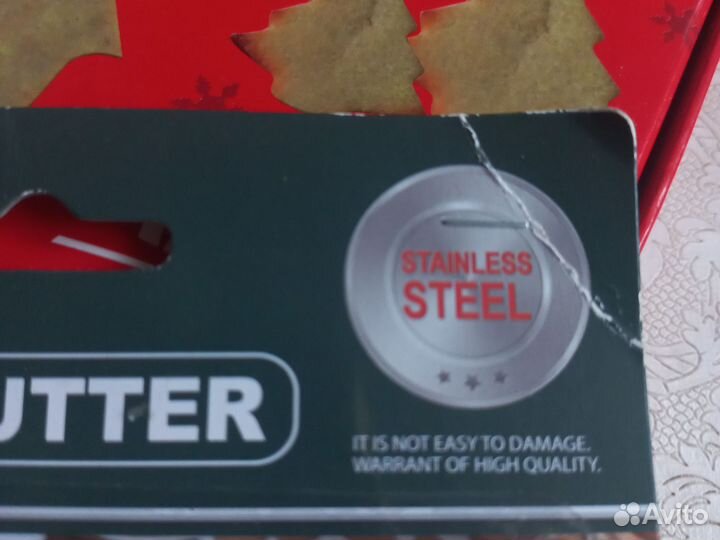 STAINLESS
STEEL
UTTER
IT IS NOT EASY TO DAMAGE.
WARRANT OF HIGH QUALITY.
Avito